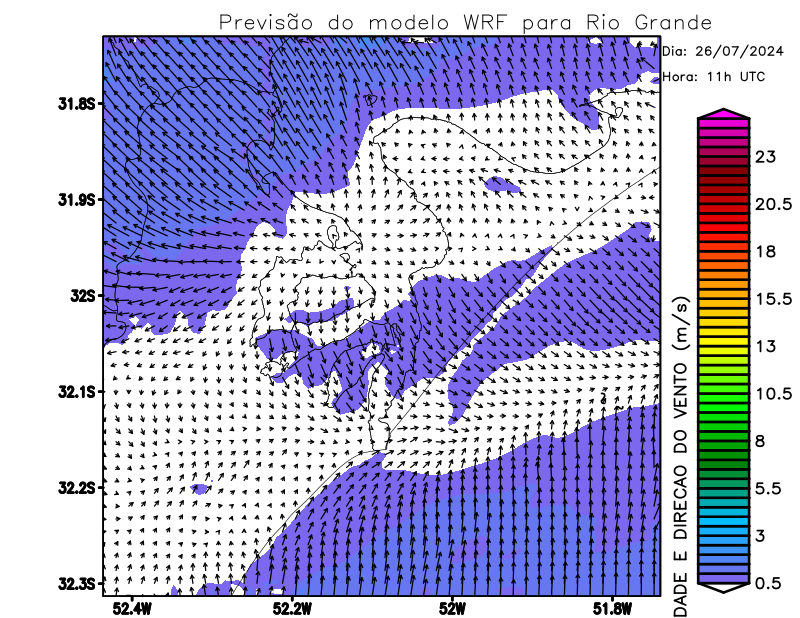 Previsão do modelo WRF para Rio Grande
Dia: 26/07/2024
Hora: 11h UTC
31.8S
31.9S
32S
32.1S
32.2S
32.3S
52.4W
52.2W
52W
51.8W
23
20.5
18
15.5
13
10.5
8
5.5
3
0.5
DADE E DIRECAO DO VENTO (m/s)